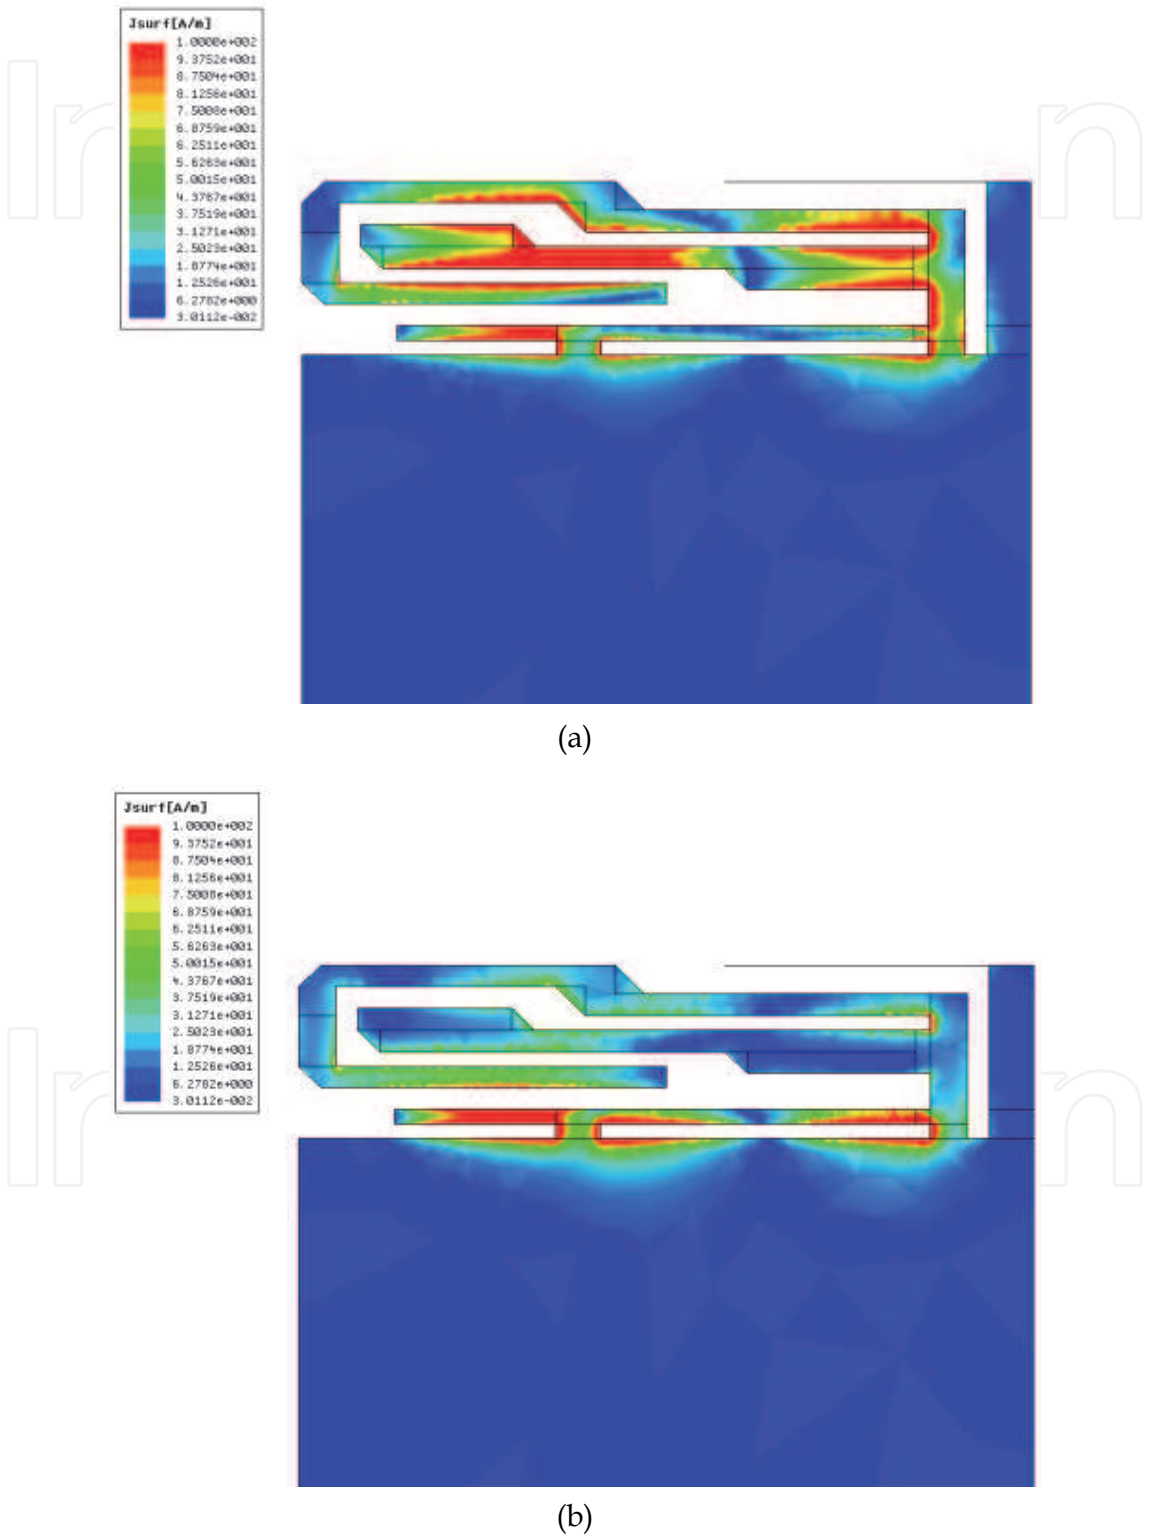 Jsurf[A/m]
1.0000e+002
9.3752e+001
8.7504e+001
8.1256e+001
7.5008e+001
6.8759e+001
6.2511e+001
5.6263e+001
5.0015e+001
4.3767e+001
3.7519e+001
3.1271e+001
2.5023e+001
1.8774e+001
1.2526e+001
6.2782e+000
3.0112e-002
(a)
Jsurf[A/m]
1.0000e+002
9.3752e+001
8.7504e+001
8.1256e+001
7.5008e+001
6.8759e+001
6.2511e+001
5.6263e+001
5.0015e+001
4.3767e+001
3.7519e+001
3.1271e+001
2.5023e+001
1.8774e+001
1.2526e+001
6.2782e+000
3.0112e-002
(b)